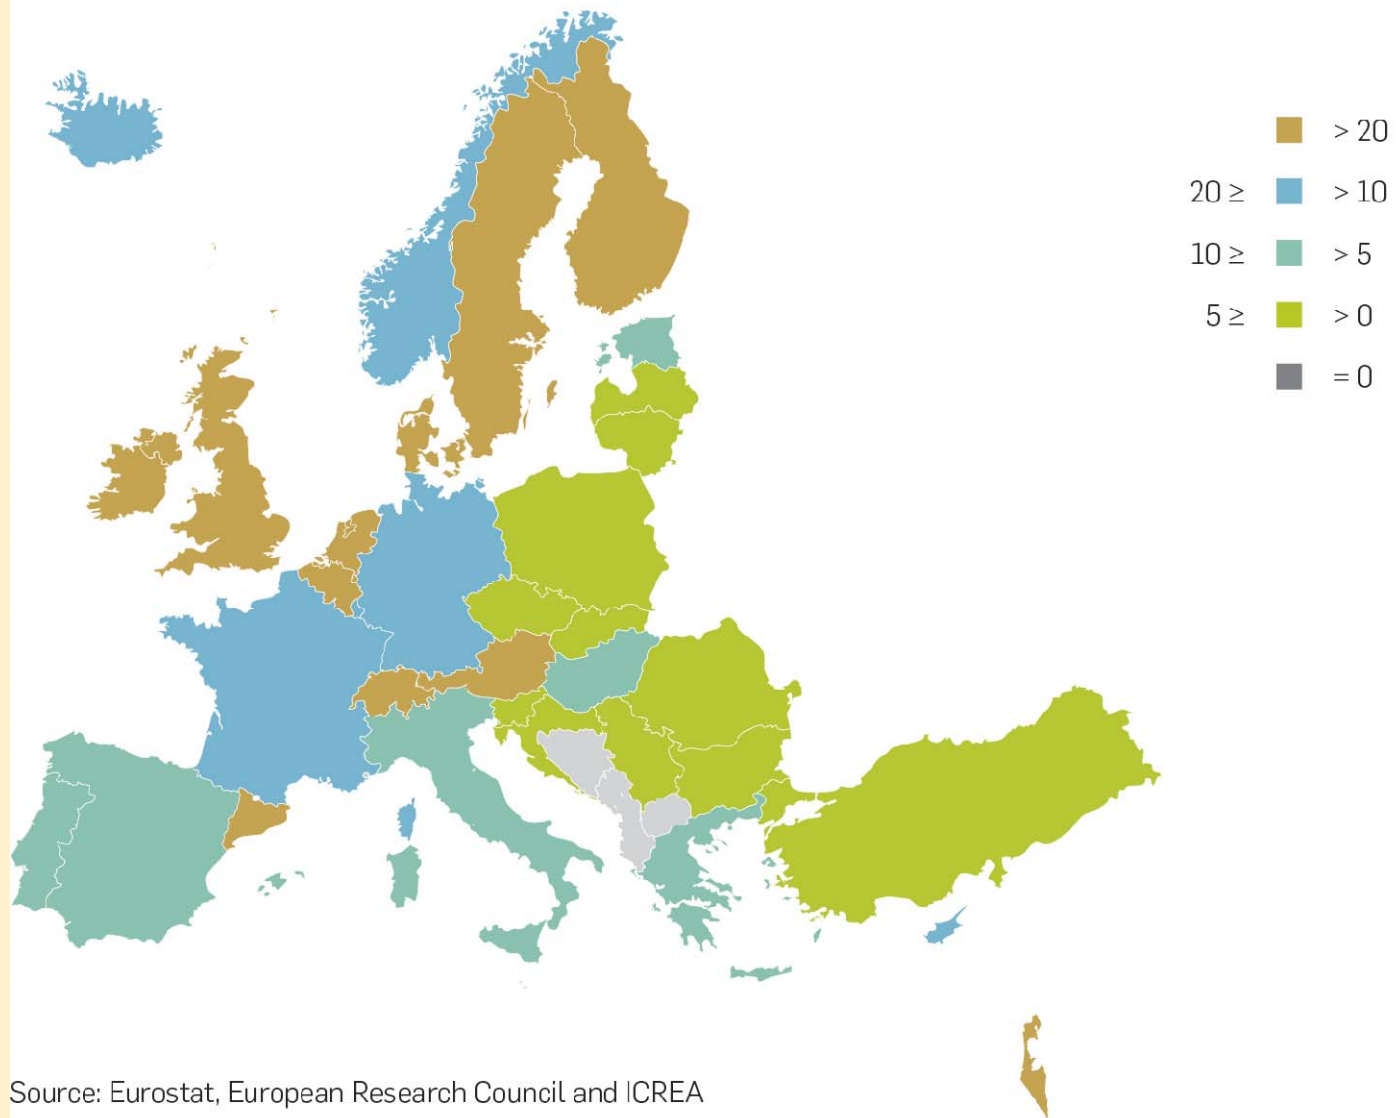 > 20
20 ≥ > 10
10 ≥ > 5
5 ≥ > 0
= 0
Source: Eurostat, European Research Council and ICREA